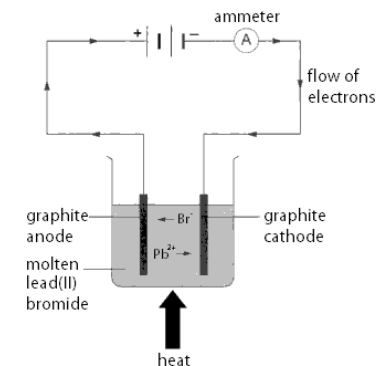 ammeter
+ −
A
flow of
electrons
graphite
anode
Br⁻
graphite
cathode
Pb²⁺
molten
lead(II)
bromide
heat